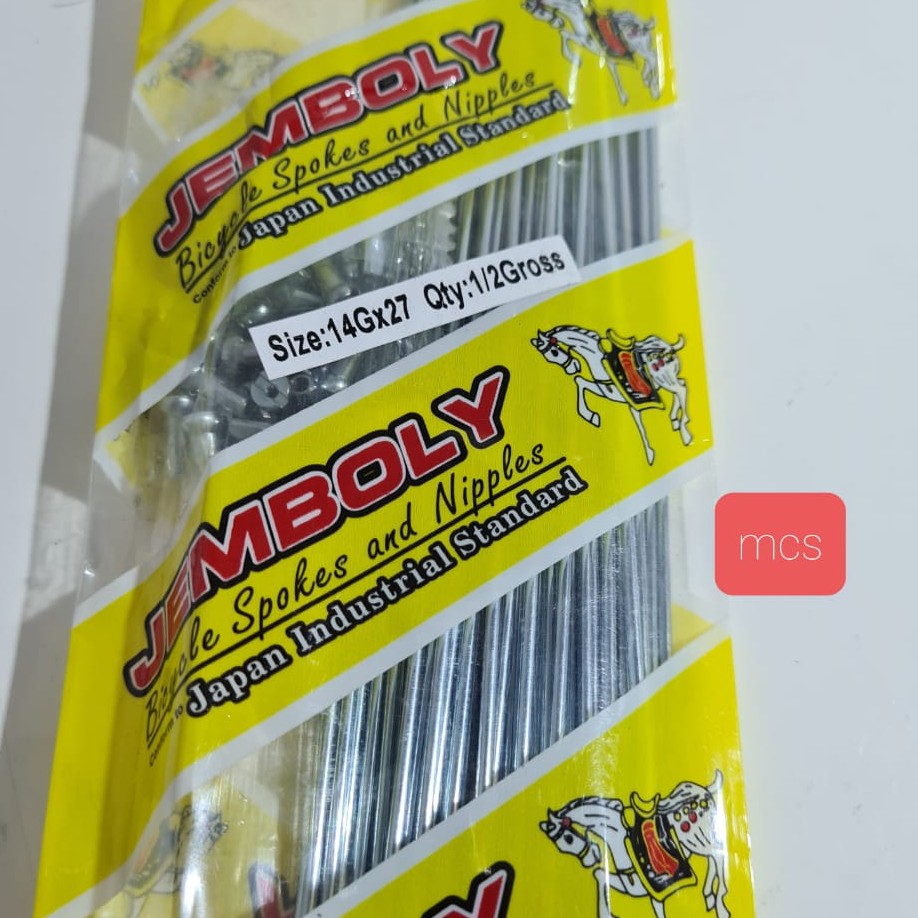 JEMBOLY
Bicycle Spokes and Nipples
Conform to Japan Industrial Standard
Size:14Gx27 Qty:1/2Gross
JEMBOLY
Bicycle Spokes and Nipples
Conform to Japan Industrial Standard
mcs